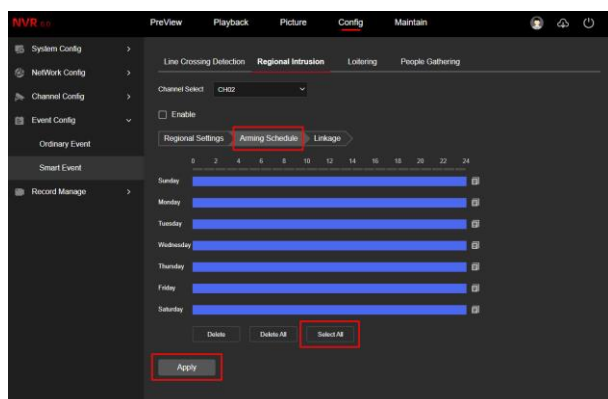 NVR
PreView Playback Picture Config Maintain
System Config
NetWork Config
Channel Config
Event Config
Ordinary Event
Smart Event
Record Manage
Line Crossing Detection Regional Intrusion Loitering People Gathering
Channel Select CH02
Enable
Regional Settings Arming Schedule Linkage
0 2 4 6 8 10 12 14 16 18 20 22 24
Sunday
Monday
Tuesday
Wednesday
Thursday
Friday
Saturday
Delete Delete All Select All
Apply